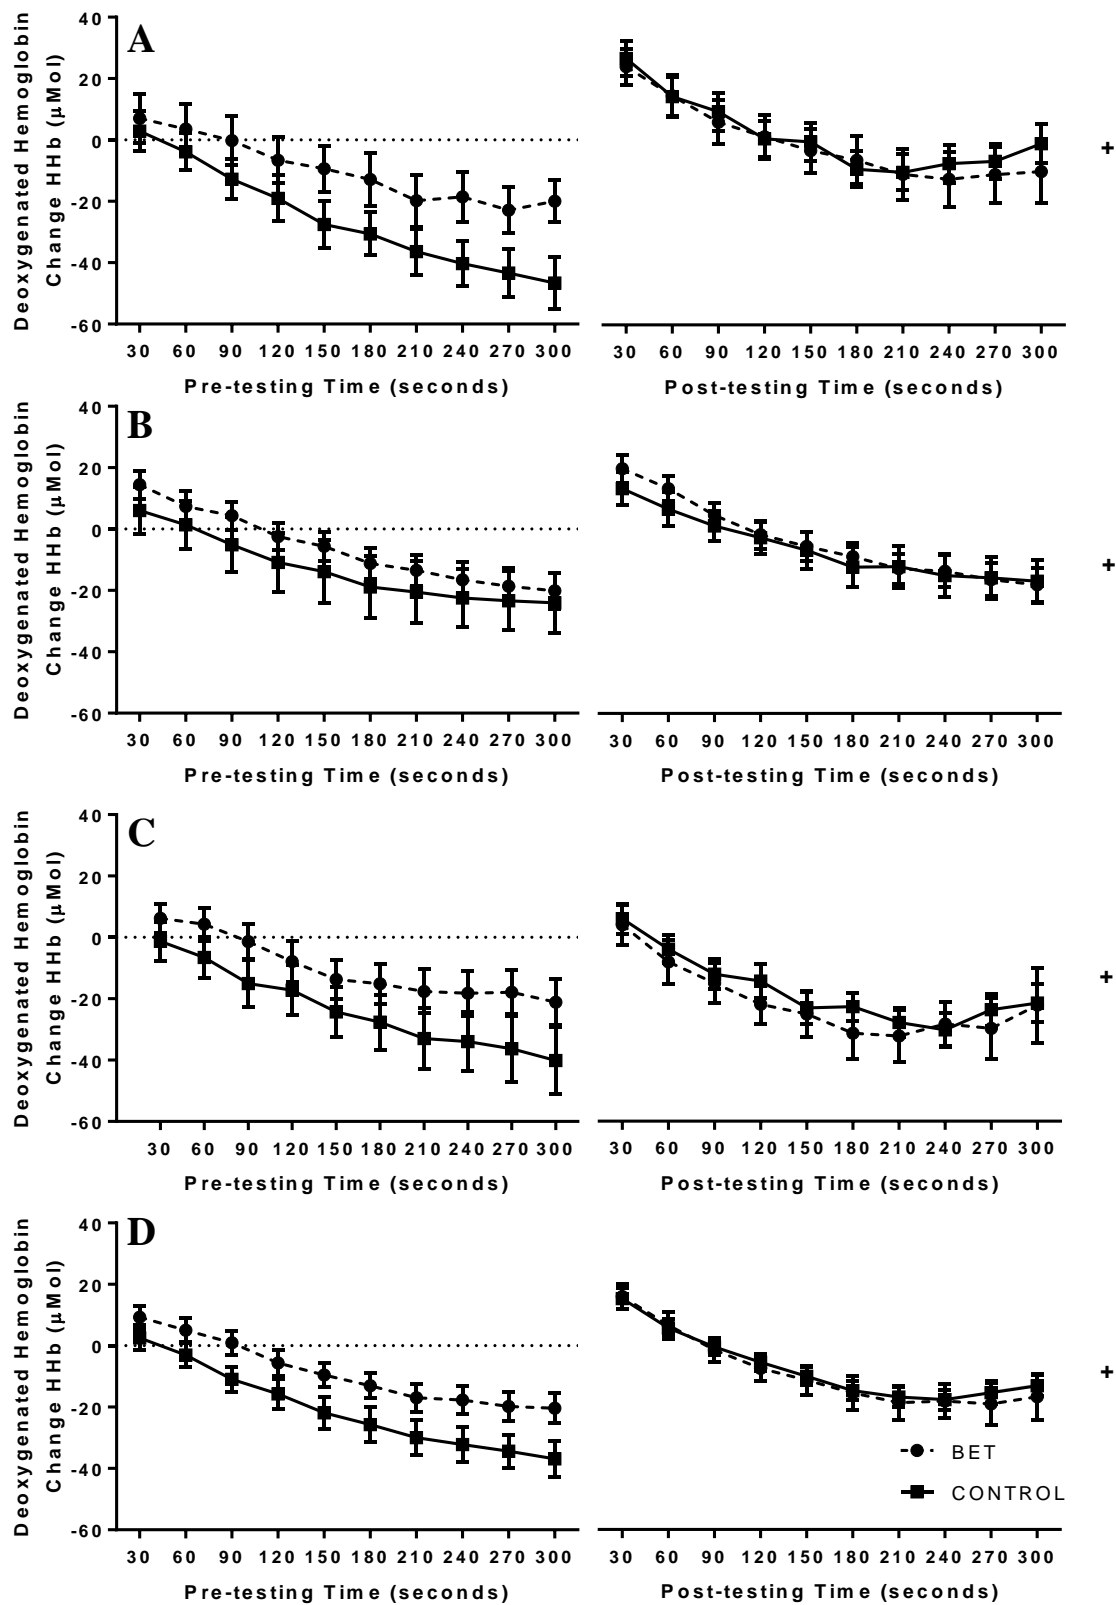 A
Deoxygenated Hemoglobin
Change HHb (μMol)
40
20
0
-20
-40
-60
30 60 90 120 150 180 210 240 270 300
Pre-testing Time (seconds)
30 60 90 120 150 180 210 240 270 300
Post-testing Time (seconds)
+
B
Deoxygenated Hemoglobin
Change HHb (μMol)
40
20
0
-20
-40
-60
30 60 90 120 150 180 210 240 270 300
Pre-testing Time (seconds)
30 60 90 120 150 180 210 240 270 300
Post-testing Time (seconds)
+
C
Deoxygenated Hemoglobin
Change HHb (μMol)
40
20
0
-20
-40
-60
30 60 90 120 150 180 210 240 270 300
Pre-testing Time (seconds)
30 60 90 120 150 180 210 240 270 300
Post-testing Time (seconds)
+
D
Deoxygenated Hemoglobin
Change HHb (μMol)
40
20
0
-20
-40
-60
30 60 90 120 150 180 210 240 270 300
Pre-testing Time (seconds)
30 60 90 120 150 180 210 240 270 300
Post-testing Time (seconds)
+
BET
CONTROL